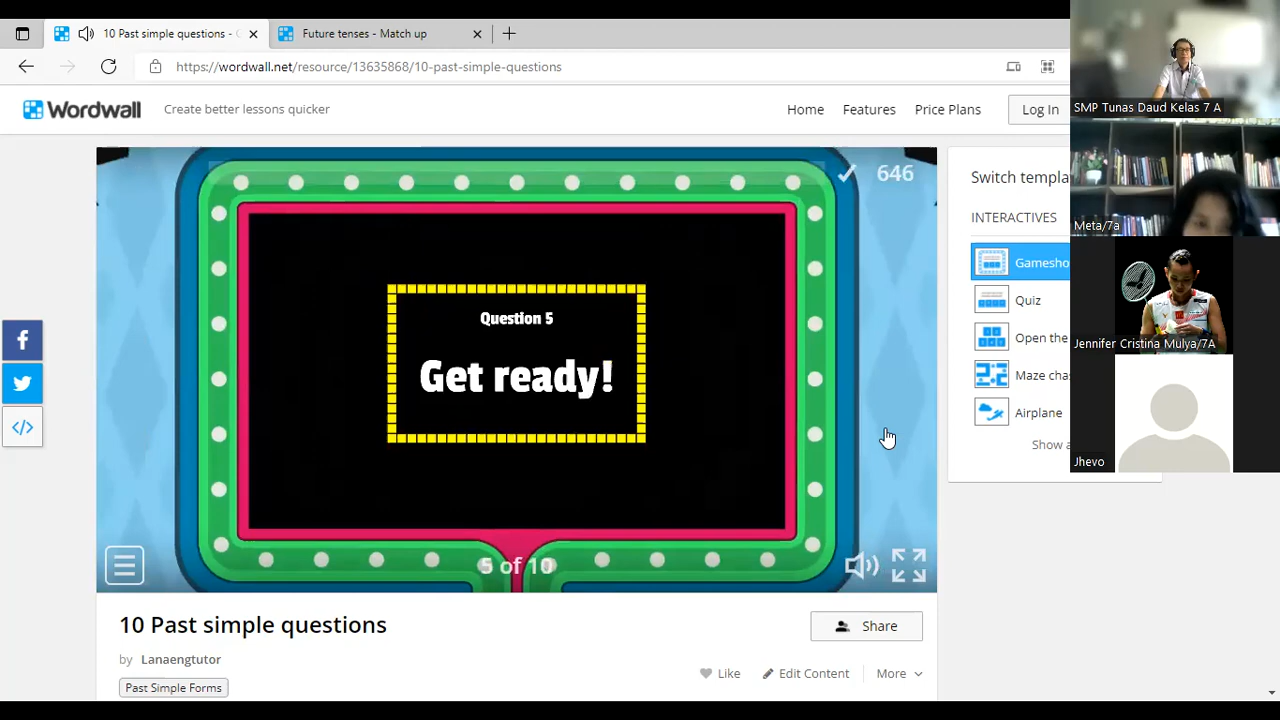 10 Past simple questions -
Future tenses - Match up
https://wordwall.net/resource/13635868/10-past-simple-questions
Wordwall
Create better lessons quicker
Home
Features
Price Plans
Log In
646
Question 5
Get ready!
5 of 10
Switch templa
INTERACTIVES
Gamesho
Quiz
Open the
Maze cha
Airplane
Show a
10 Past simple questions
Share
by Lanaengtutor
Like
Edit Content
More
Past Simple Forms
SMP Tunas Daud Kelas 7 A
Meta/7a
Jennifer Cristina Mulya/7A
Jhevo